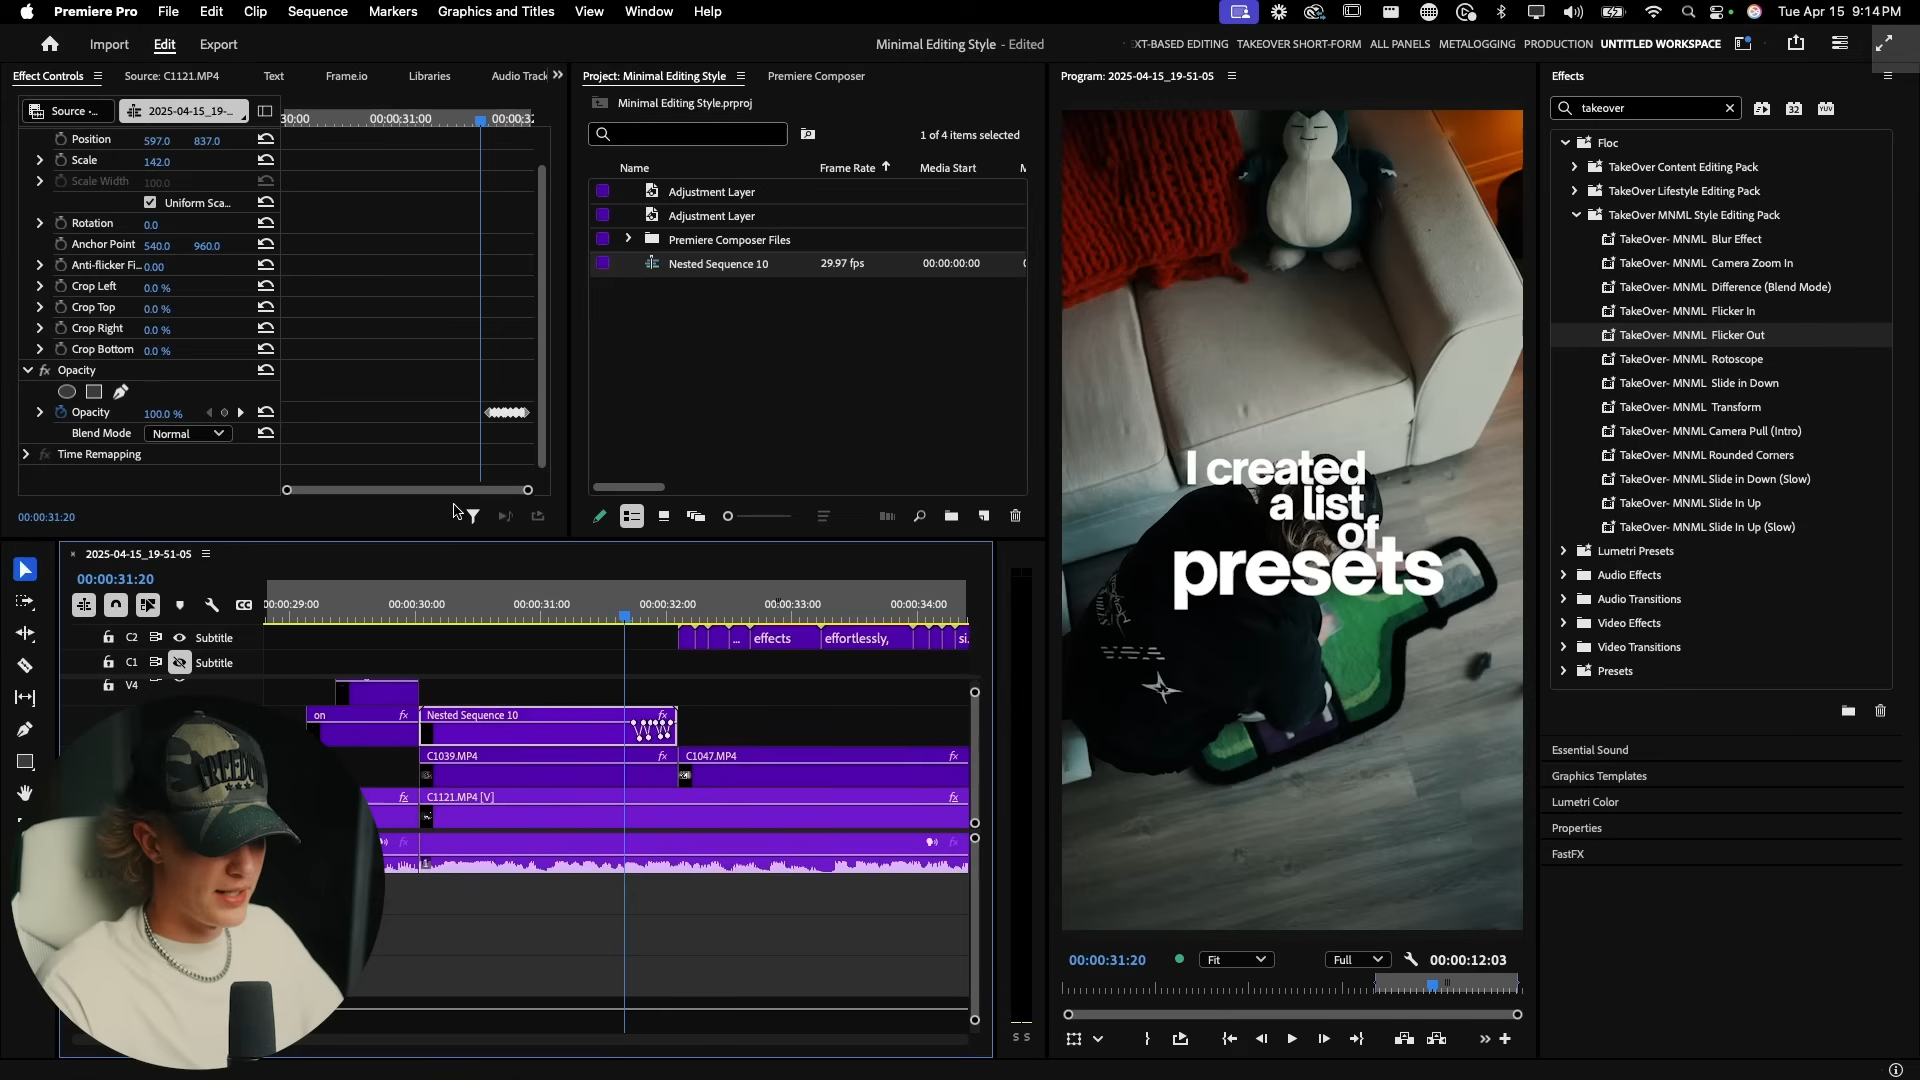 Premiere Pro File Edit Clip Sequence Markers Graphics and Titles View Window Help Tue Apr 15 9:14 PM
Import Edit Export
Minimal Editing Style - Edited
XT-BASED EDITING TAKEOVER SHORT-FORM ALL PANELS METALOGGING PRODUCTION UNTITLED WORKSPACE
Effect Controls Source: C1121.MP4 Text Frame.io Libraries Audio Track
Source ·... 2025-04-15_19-...
:30:00 00:00:31:00 00:00:32
Position 597.0 837.0
Scale 142.0
Scale Width 100.0
Uniform Sca...
Rotation 0.0
Anchor Point 540.0 960.0
Anti-flicker Fi... 0.00
Crop Left 0.0 %
Crop Top 0.0 %
Crop Right 0.0 %
Crop Bottom 0.0 %
fx Opacity
Opacity 100.0 %
Blend Mode Normal
fx Time Remapping
00:00:31:20
Project: Minimal Editing Style Premiere Composer
Minimal Editing Style.prproj
1 of 4 items selected
Name Frame Rate Media Start
Adjustment Layer
Adjustment Layer
Premiere Composer Files
Nested Sequence 10 29.97 fps 00:00:00:00
Program: 2025-04-15_19-51-05
I created
a list
of
presets
00:00:31:20 Fit Full 00:00:12:03
Effects
takeover 32 YUV
Floc
TakeOver Content Editing Pack
TakeOver Lifestyle Editing Pack
TakeOver MNML Style Editing Pack
TakeOver- MNML Blur Effect
TakeOver- MNML Camera Zoom In
TakeOver- MNML Difference (Blend Mode)
TakeOver- MNML Flicker In
TakeOver- MNML Flicker Out
TakeOver- MNML Rotoscope
TakeOver- MNML Slide in Down
TakeOver- MNML Transform
TakeOver- MNML Camera Pull (Intro)
TakeOver- MNML Rounded Corners
TakeOver- MNML Slide in Down (Slow)
TakeOver- MNML Slide In Up
TakeOver- MNML Slide In Up (Slow)
Lumetri Presets
Audio Effects
Audio Transitions
Video Effects
Video Transitions
Presets
Essential Sound
Graphics Templates
Lumetri Color
Properties
FastFX
2025-04-15_19-51-05
00:00:31:20
CC
00:00:29:00 00:00:30:00 00:00:31:00 00:00:32:00 00:00:33:00 00:00:34:00
C2 Subtitle ... effects effortlessly, si.
C1 Subtitle
V4
on fx Nested Sequence 10 fx
C1039.MP4 fx C1047.MP4 fx
fx C1121.MP4 [V] fx
fx fx
S S
FREEDOM